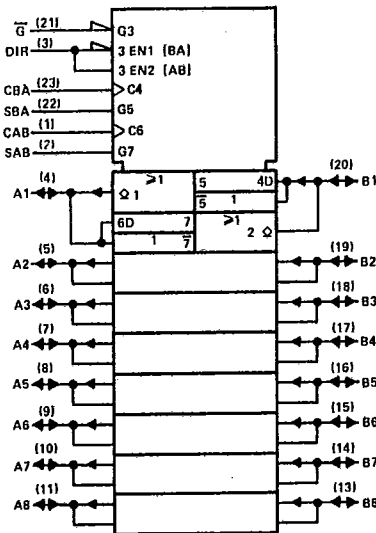 G̅ (21) G3
DIR (3) 3 EN1 [BA]
3 EN2 [AB]
CBA (23) C4
SBA (22) G5
CAB (1) C6
SAB (2) G7
A1 (4) ≥1 5 4D (20) B1
Ω 1 5̅ 1
6D 7 ≥1
1 7̅ 2 Ω
A2 (5) (19) B2
A3 (6) (18) B3
A4 (7) (17) B4
A5 (8) (16) B5
A6 (9) (15) B6
A7 (10) (14) B7
A8 (11) (13) B8